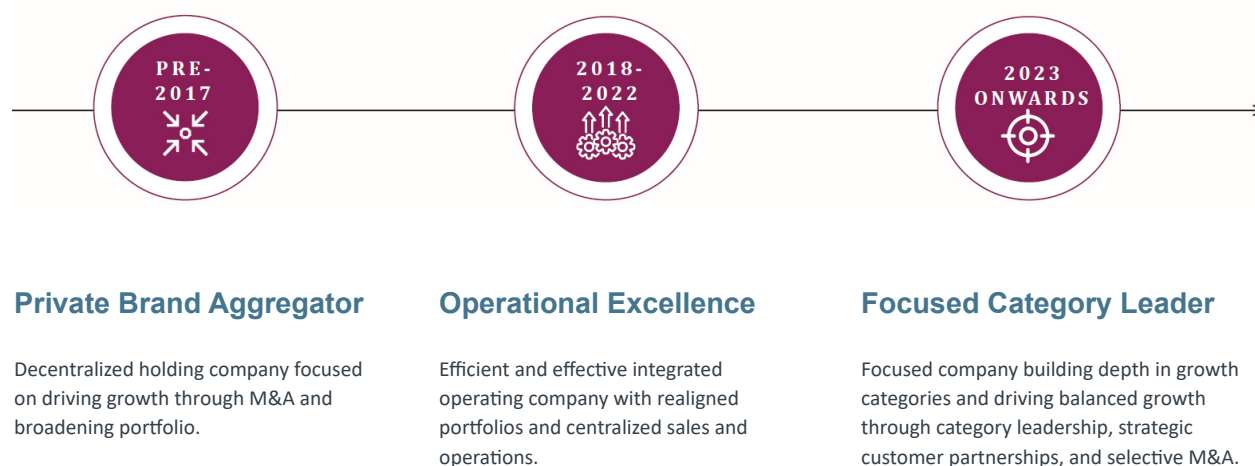 PRE-
2017
2018-
2022
2023
ONWARDS
Private Brand Aggregator
Decentralized holding company focused
on driving growth through M&A and
broadening portfolio.
Operational Excellence
Efficient and effective integrated
operating company with realigned
portfolios and centralized sales and
operations.
Focused Category Leader
Focused company building depth in growth
categories and driving balanced growth
through category leadership, strategic
customer partnerships, and selective M&A.